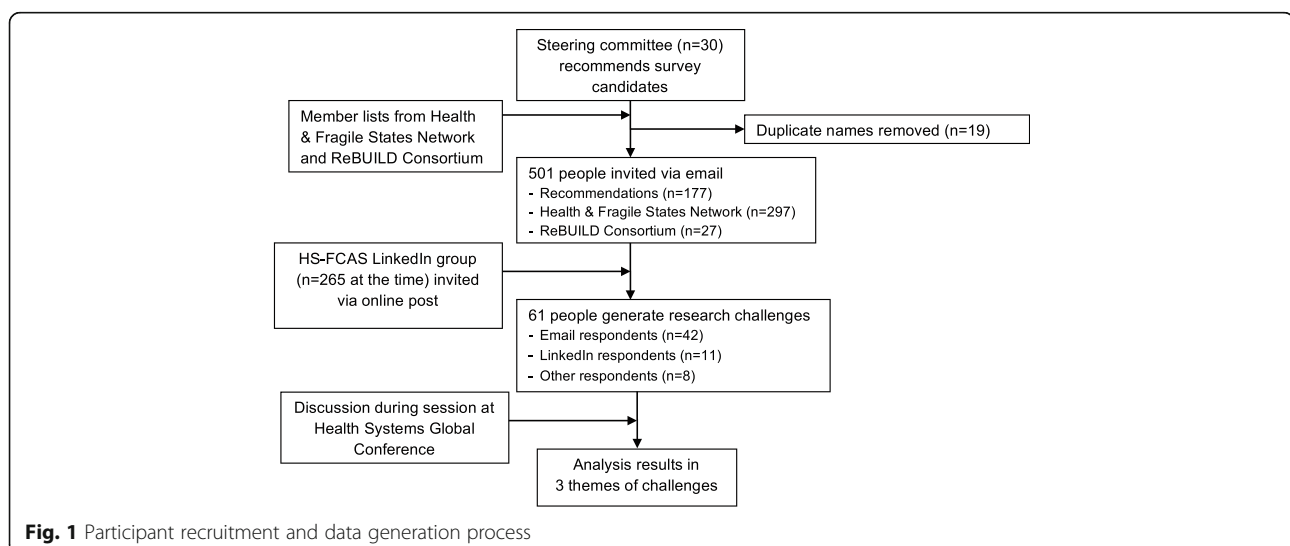 Steering committee (n=30)
recommends survey
candidates
Member lists from Health
& Fragile States Network
and ReBUILD Consortium
Duplicate names removed (n=19)
501 people invited via email
- Recommendations (n=177)
- Health & Fragile States Network (n=297)
- ReBUILD Consortium (n=27)
HS-FCAS LinkedIn group
(n=265 at the time) invited
via online post
61 people generate research challenges
- Email respondents (n=42)
- LinkedIn respondents (n=11)
- Other respondents (n=8)
Discussion during session at
Health Systems Global
Conference
Analysis results in
3 themes of challenges
Fig. 1 Participant recruitment and data generation process